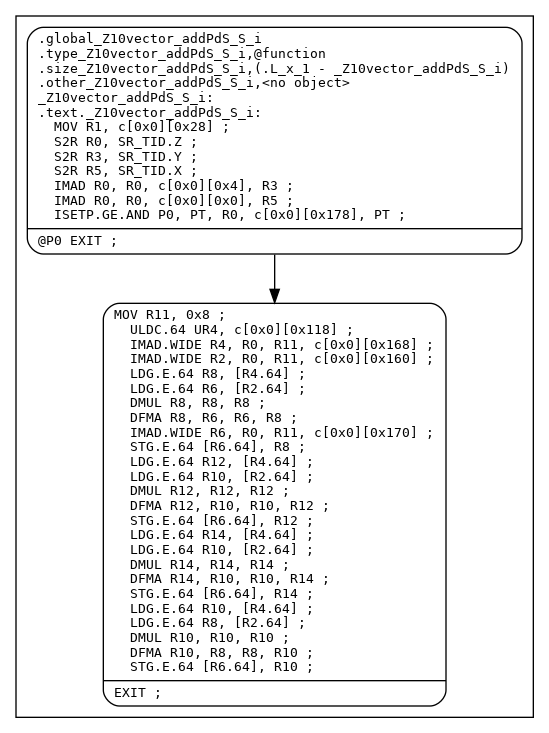 .global_Z10vector_addPdS_S_i
.type_Z10vector_addPdS_S_i,@function
.size_Z10vector_addPdS_S_i,(.L_x_1 - _Z10vector_addPdS_S_i)
.other_Z10vector_addPdS_S_i,<no object>
_Z10vector_addPdS_S_i:
.text._Z10vector_addPdS_S_i:
MOV R1, c[0x0][0x28] ;
S2R R0, SR_TID.Z ;
S2R R3, SR_TID.Y ;
S2R R5, SR_TID.X ;
IMAD R0, R0, c[0x0][0x4], R3 ;
IMAD R0, R0, c[0x0][0x0], R5 ;
ISETP.GE.AND P0, PT, R0, c[0x0][0x178], PT ;
@P0 EXIT ;
MOV R11, 0x8 ;
ULDC.64 UR4, c[0x0][0x118] ;
IMAD.WIDE R4, R0, R11, c[0x0][0x168] ;
IMAD.WIDE R2, R0, R11, c[0x0][0x160] ;
LDG.E.64 R8, [R4.64] ;
LDG.E.64 R6, [R2.64] ;
DMUL R8, R8, R8 ;
DFMA R8, R6, R6, R8 ;
IMAD.WIDE R6, R0, R11, c[0x0][0x170] ;
STG.E.64 [R6.64], R8 ;
LDG.E.64 R12, [R4.64] ;
LDG.E.64 R10, [R2.64] ;
DMUL R12, R12, R12 ;
DFMA R12, R10, R10, R12 ;
STG.E.64 [R6.64], R12 ;
LDG.E.64 R14, [R4.64] ;
LDG.E.64 R10, [R2.64] ;
DMUL R14, R14, R14 ;
DFMA R14, R10, R10, R14 ;
STG.E.64 [R6.64], R14 ;
LDG.E.64 R10, [R4.64] ;
LDG.E.64 R8, [R2.64] ;
DMUL R10, R10, R10 ;
DFMA R10, R8, R8, R10 ;
STG.E.64 [R6.64], R10 ;
EXIT ;